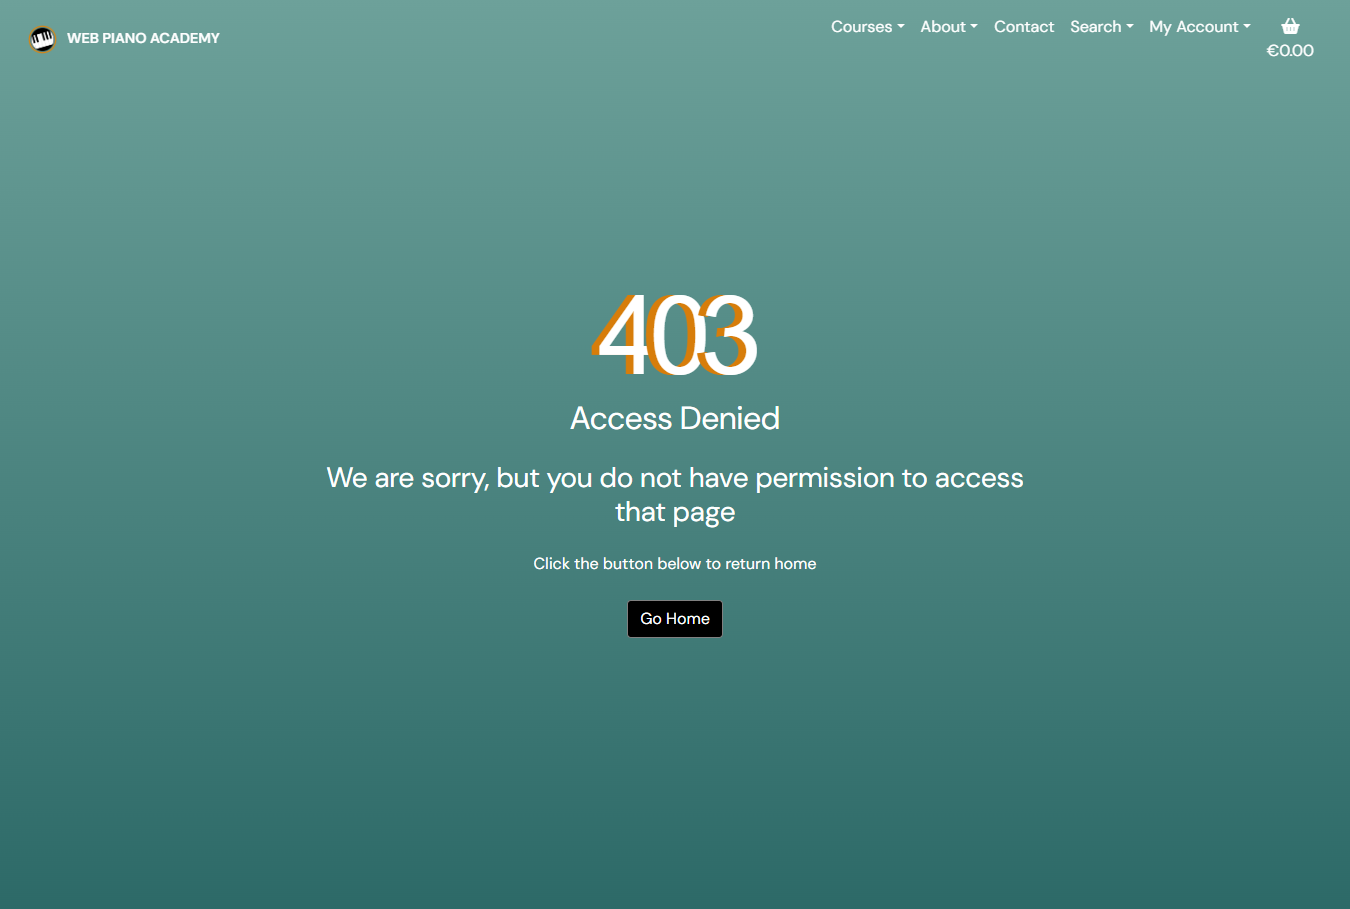 WEB PIANO ACADEMY
Courses About Contact Search My Account
€0.00
403
Access Denied
We are sorry, but you do not have permission to access
that page
Click the button below to return home
Go Home